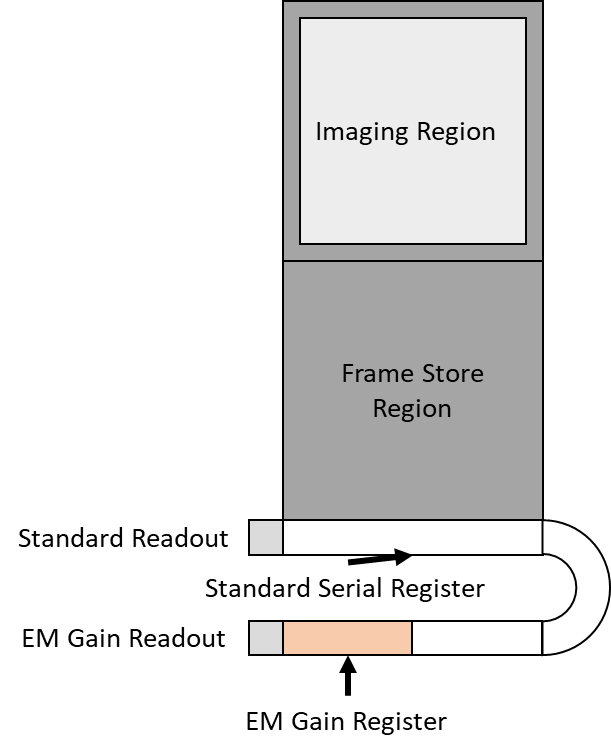 Imaging Region
Frame Store
Region
Standard Readout
Standard Serial Register
EM Gain Readout
EM Gain Register